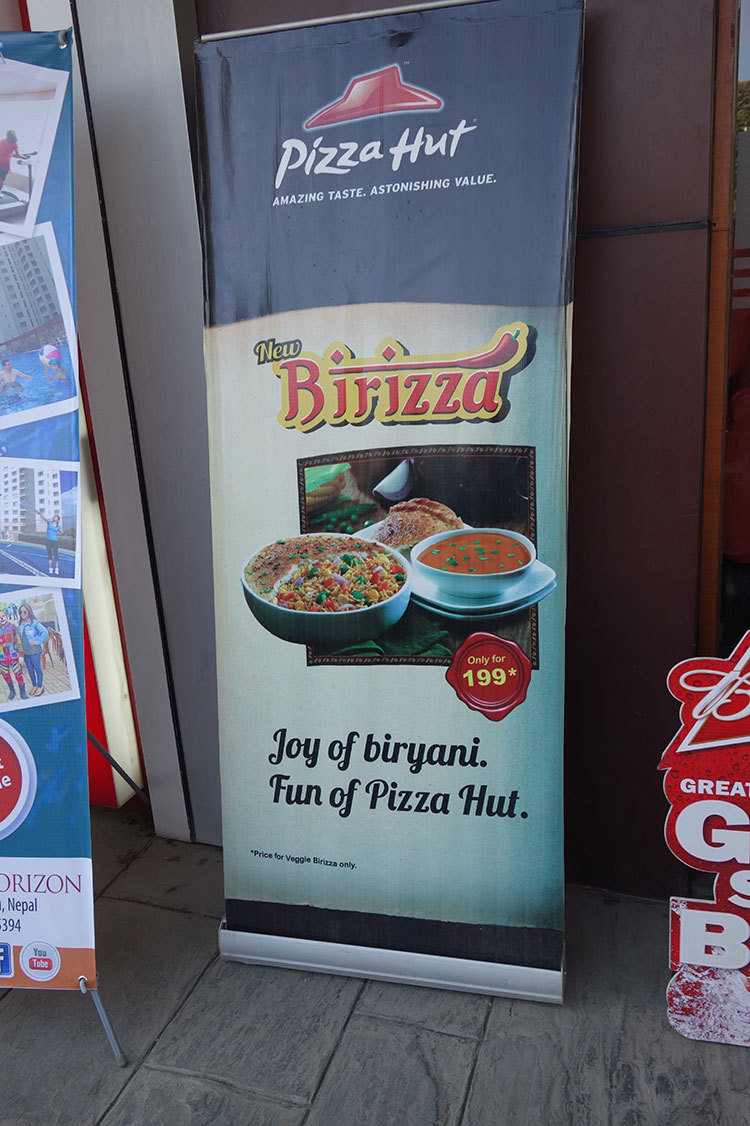 Pizza Hut
AMAZING TASTE. ASTONISHING VALUE.
New
Birizza
Only for
199*
Joy of biryani.
Fun of Pizza Hut.
*Price for Veggie Birizza only.
ORIZON
, Nepal
5394
You
Tube
GREAT
G
S
B